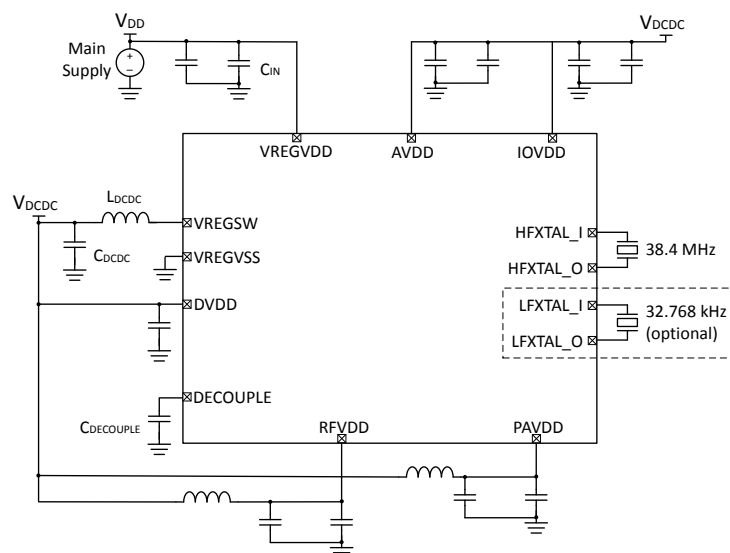 VDD
Main
Supply
+
–
CIN
VDCDC
VREGVDD
AVDD
IOVDD
VDCDC
LDCDC
VREGSW
CDCDC
VREGVSS
DVDD
HFXTAL_I
38.4 MHz
HFXTAL_O
LFXTAL_I
32.768 kHz
(optional)
LFXTAL_O
DECOUPLE
CDECOUPLE
RFVDD
PAVDD